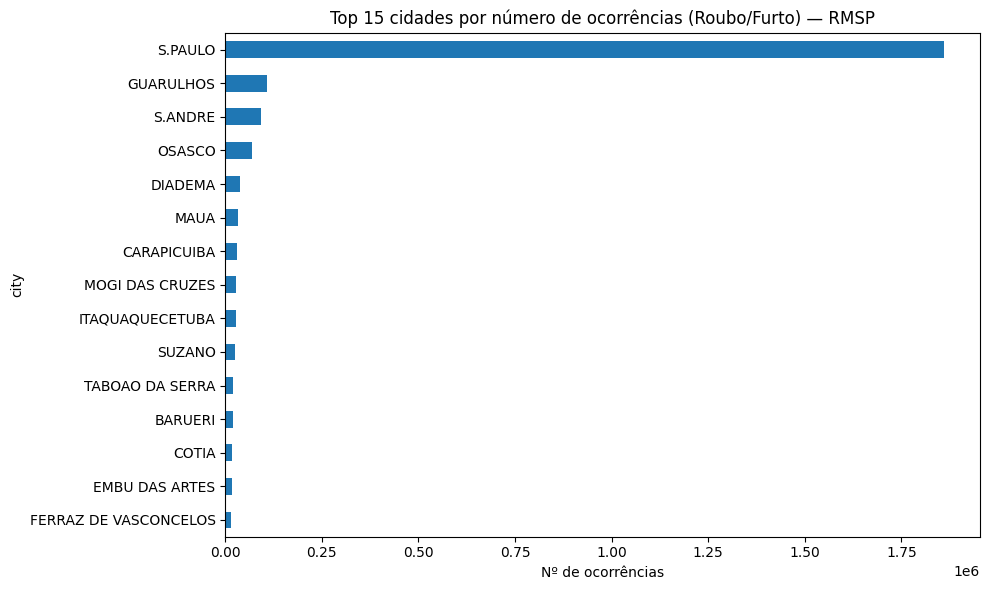 Top 15 cidades por número de ocorrências (Roubo/Furto) — RMSP
S.PAULO
GUARULHOS
S.ANDRE
OSASCO
DIADEMA
MAUA
CARAPICUIBA
MOGI DAS CRUZES
ITAQUAQUECETUBA
SUZANO
TABOAO DA SERRA
BARUERI
COTIA
EMBU DAS ARTES
FERRAZ DE VASCONCELOS
city
0.00 0.25 0.50 0.75 1.00 1.25 1.50 1.75
1e6
Nº de ocorrências